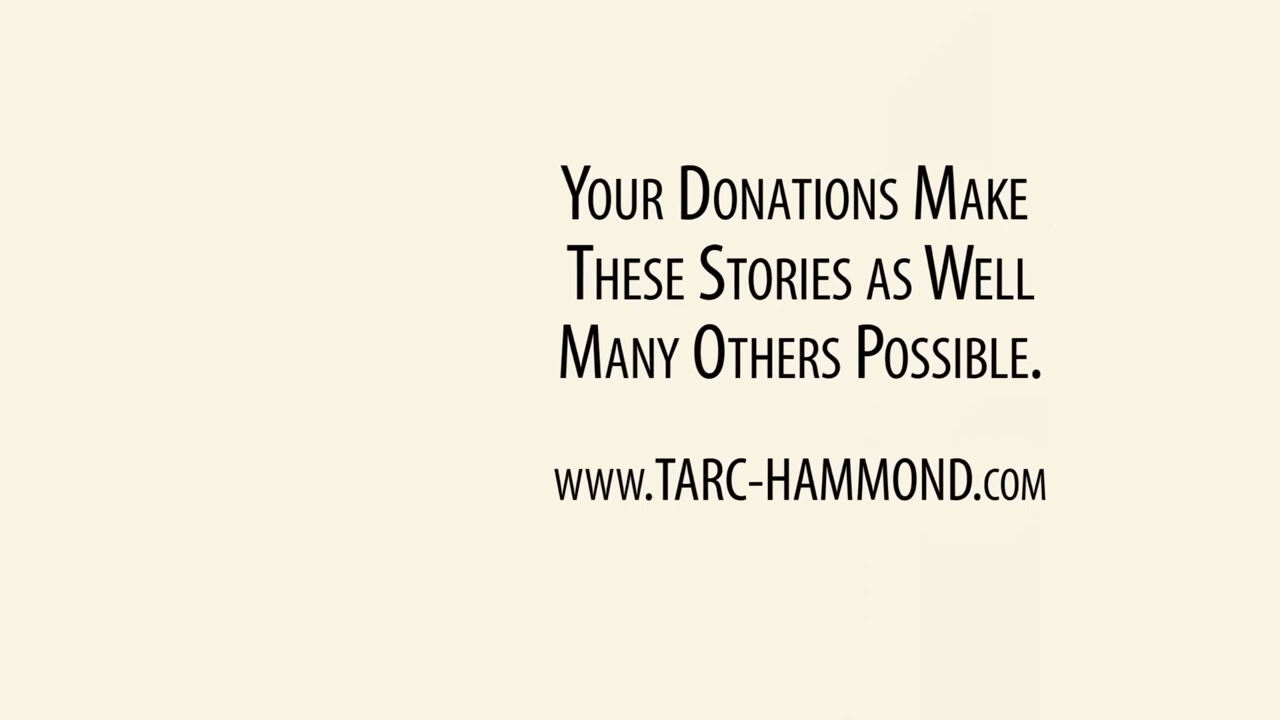 Your Donations Make
These Stories as Well
Many Others Possible.
www.TARC-HAMMOND.com